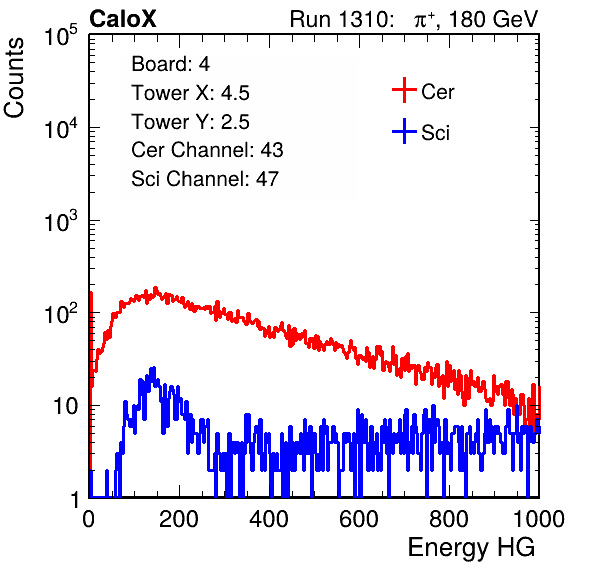 CaloX Run 1310: π⁺, 180 GeV
Counts
10⁵
10⁴
10³
10²
10
1
Board: 4
Tower X: 4.5
Tower Y: 2.5
Cer Channel: 43
Sci Channel: 47
Cer
Sci
0 200 400 600 800 1000
Energy HG